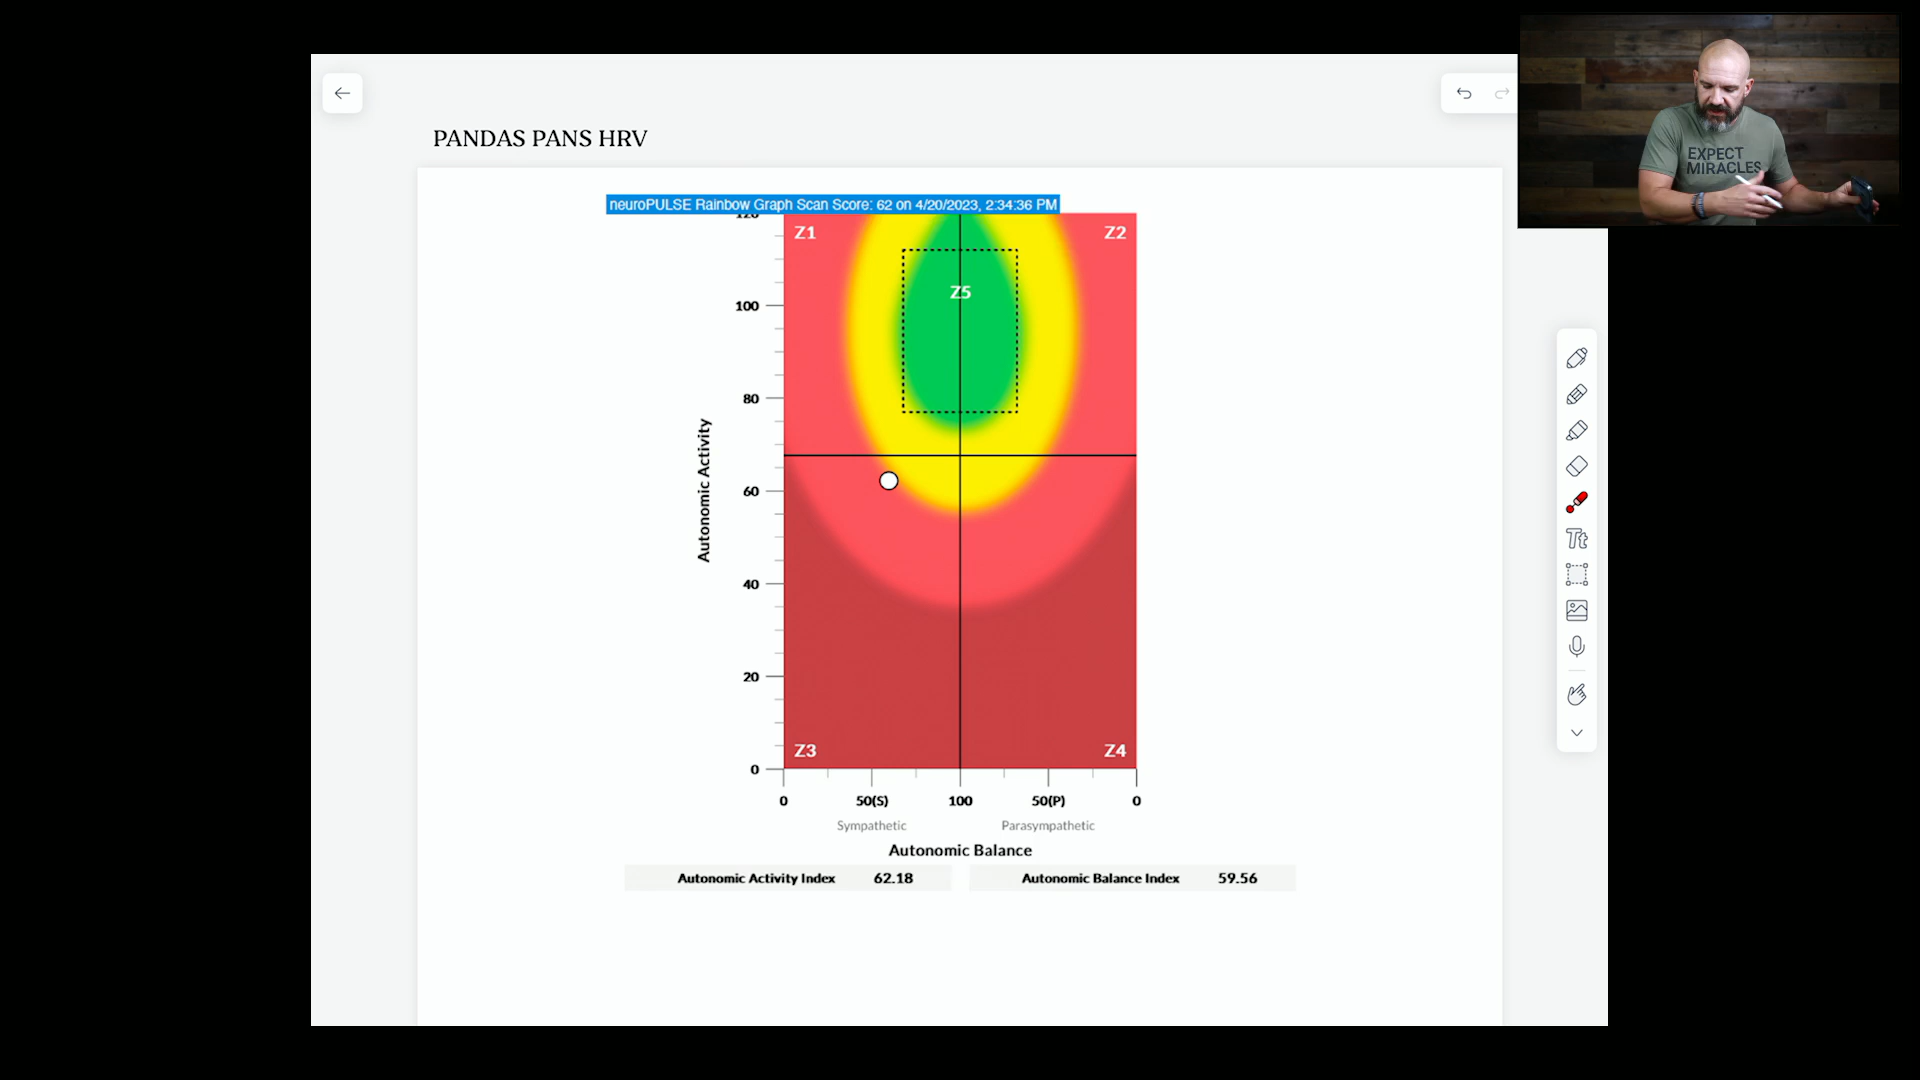 PANDAS PANS HRV
EXPECT
MIRACLES
neuroPULSE Rainbow Graph Scan Score: 62 on 4/20/2023, 2:34:36 PM
120
Z1
Z2
Z5
100
80
60
40
20
0
Autonomic Activity
Z3
Z4
0
50(S)
100
50(P)
0
Sympathetic
Parasympathetic
Autonomic Balance
Autonomic Activity Index 62.18
Autonomic Balance Index 59.56
Tt